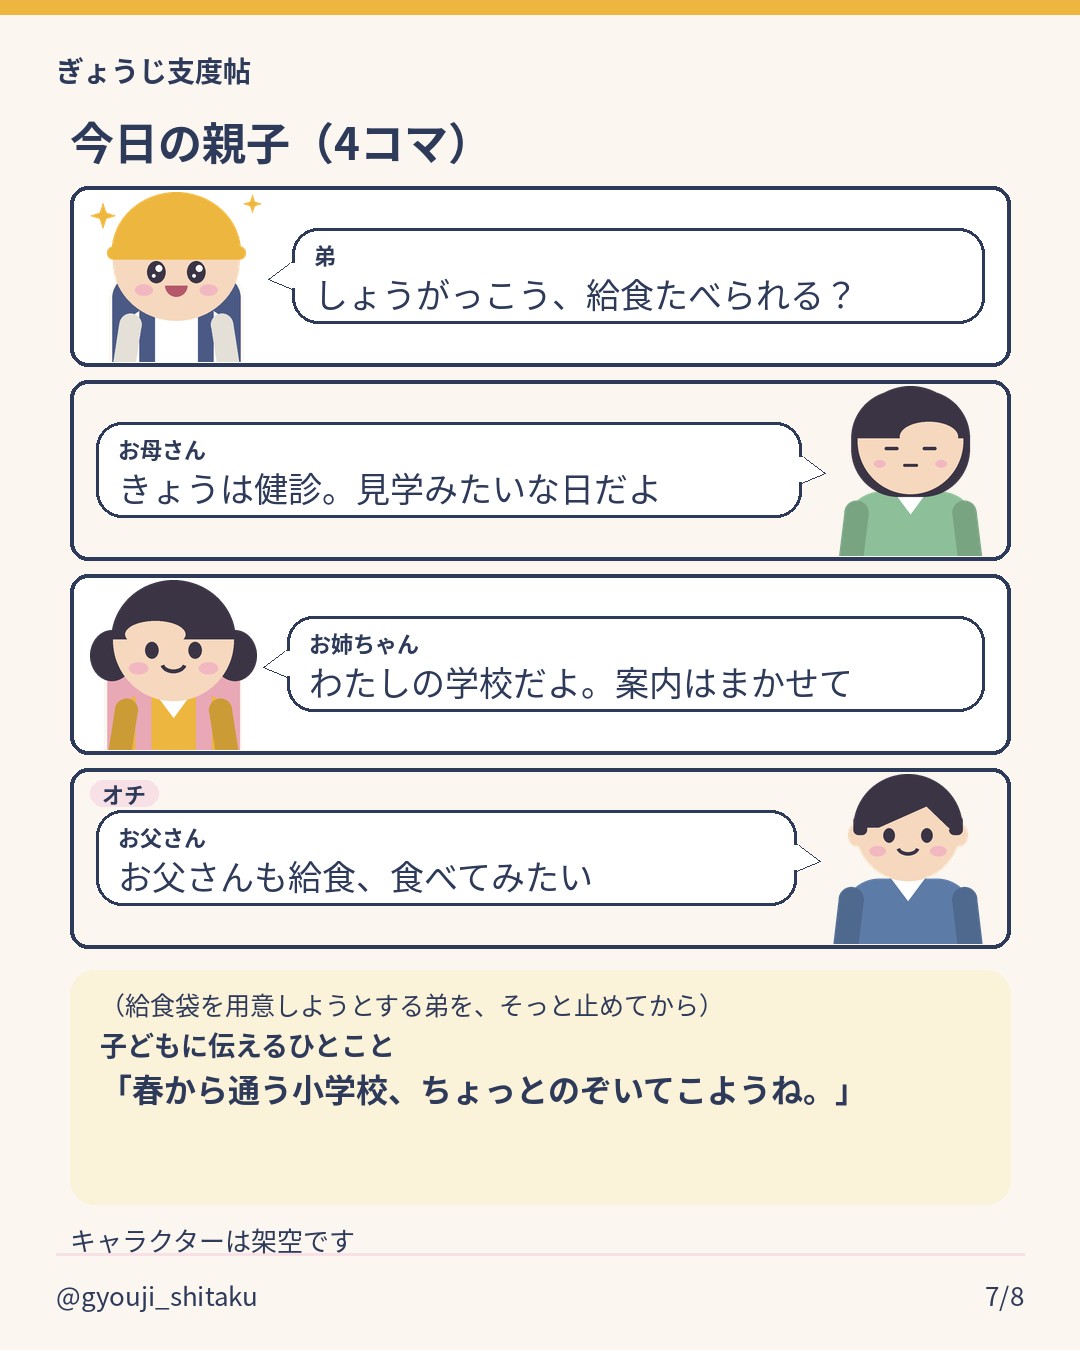 ぎょうじ支度帖
今日の親子（4コマ）
弟
しょうがっこう、給食たべられる？
お母さん
きょうは健診。見学みたいな日だよ
お姉ちゃん
わたしの学校だよ。案内はまかせて
オチ
お父さん
お父さんも給食、食べてみたい
（給食袋を用意しようとする弟を、そっと止めてから）
子どもに伝えるひとこと
「春から通う小学校、ちょっとのぞいてこようね。」
キャラクターは架空です
@gyouji_shitaku
7/8